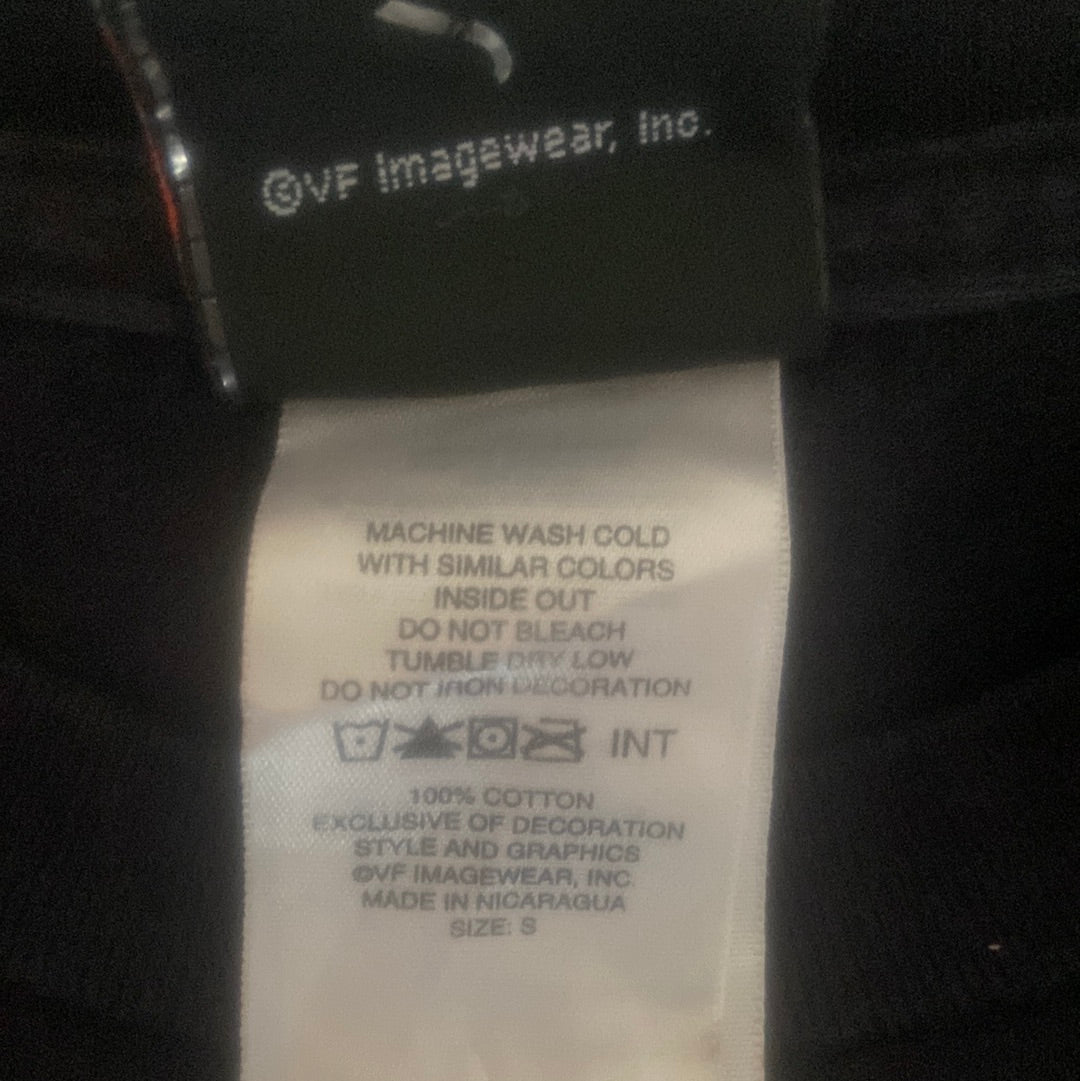 ©VF Imagewear, Inc.
MACHINE WASH COLD
WITH SIMILAR COLORS
INSIDE OUT
DO NOT BLEACH
TUMBLE DRY LOW
DO NOT IRON DECORATION
INT
100% COTTON
EXCLUSIVE OF DECORATION
STYLE AND GRAPHICS
©VF IMAGEWEAR, INC.
MADE IN NICARAGUA
SIZE: S